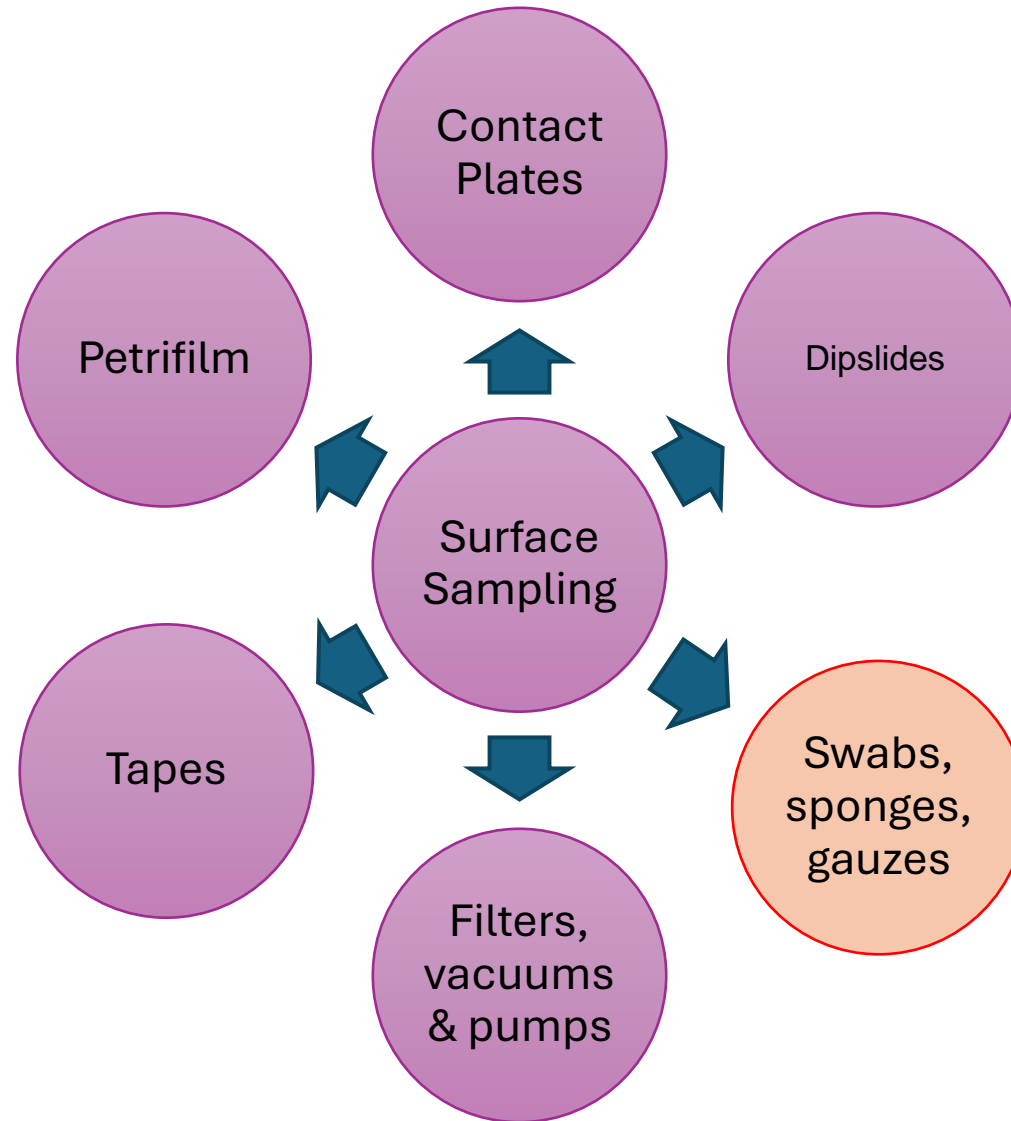 Contact
Plates
Petrifilm
Dipslides
Surface
Sampling
Tapes
Swabs,
sponges,
gauzes
Filters,
vacuums
& pumps